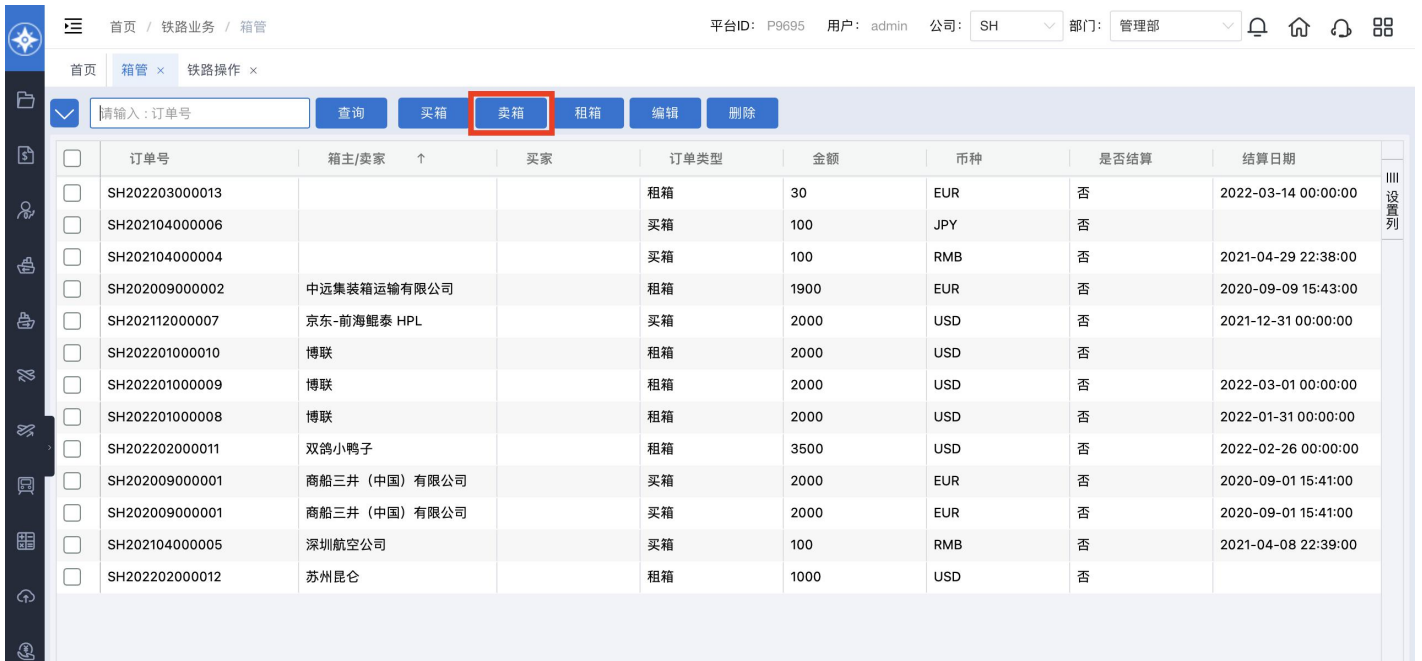 首页 / 铁路业务 / 箱管 平台ID: P9695 用户: admin 公司: SH 部门: 管理部
首页 箱管 × 铁路操作 ×
请输入 : 订单号 查询 买箱 卖箱 租箱 编辑 删除
订单号 箱主/卖家 ↑ 买家 订单类型 金额 币种 是否结算 结算日期
SH202203000013 租箱 30 EUR 否 2022-03-14 00:00:00
SH202104000006 买箱 100 JPY 否
SH202104000004 买箱 100 RMB 否 2021-04-29 22:38:00
SH202009000002 中远集装箱运输有限公司 租箱 1900 EUR 否 2020-09-09 15:43:00
SH202112000007 京东-前海鲲泰 HPL 买箱 2000 USD 否 2021-12-31 00:00:00
SH202201000010 博联 租箱 2000 USD 否
SH202201000009 博联 租箱 2000 USD 否 2022-03-01 00:00:00
SH202201000008 博联 租箱 2000 USD 否 2022-01-31 00:00:00
SH202202000011 双鸽小鸭子 租箱 3500 USD 否 2022-02-26 00:00:00
SH202009000001 商船三井（中国）有限公司 买箱 2000 EUR 否 2020-09-01 15:41:00
SH202009000001 商船三井（中国）有限公司 买箱 2000 EUR 否 2020-09-01 15:41:00
SH202104000005 深圳航空公司 买箱 100 RMB 否 2021-04-08 22:39:00
SH202202000012 苏州昆仑 租箱 1000 USD 否
设置列